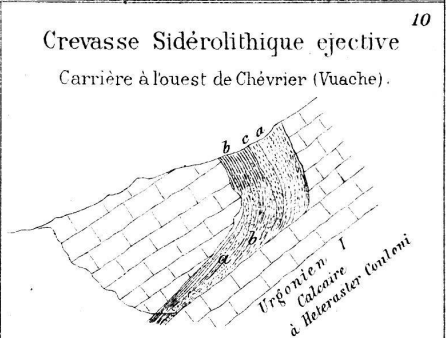 10
Crevasse Sidérolithique ejective
Carrière à l'ouest de Chévrier (Vuache).
b c a
a b
Urgonien I
Calcaire
à Heteraster Couloni